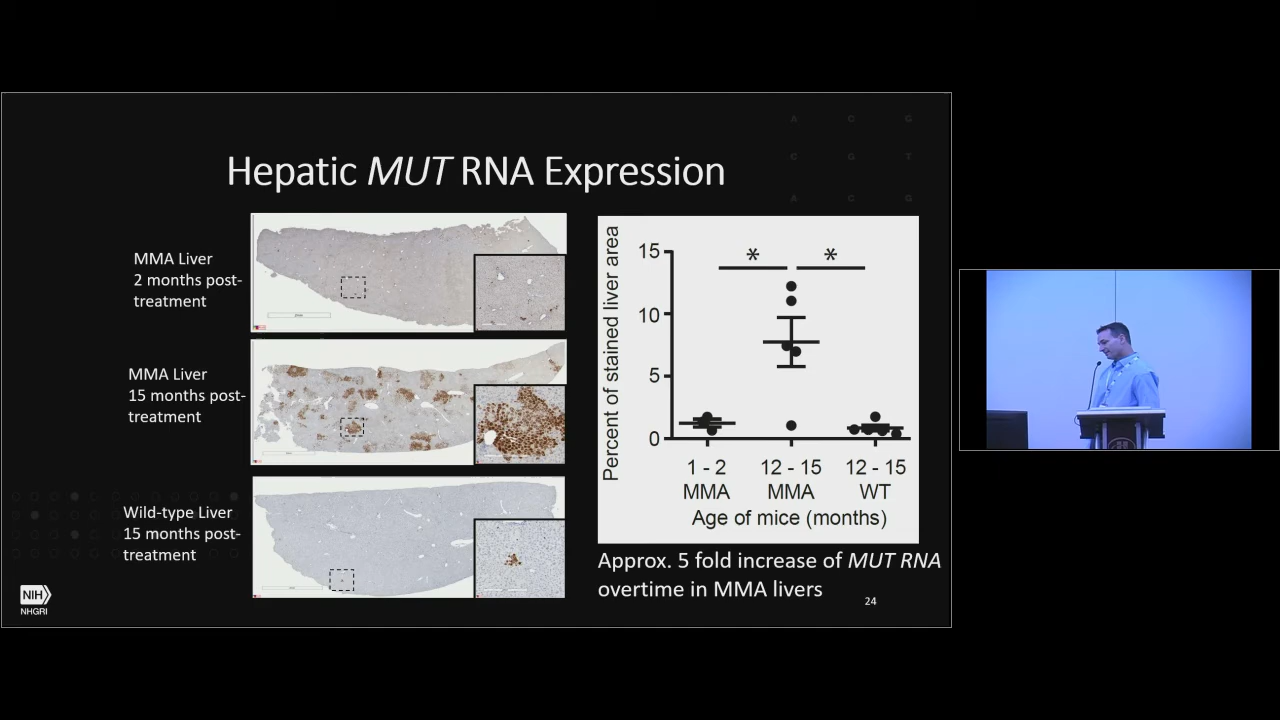 A C G
C G T
A C G
Hepatic MUT RNA Expression
MMA Liver
2 months post-
treatment
MMA Liver
15 months post-
treatment
Wild-type Liver
15 months post-
treatment
Percent of stained liver area
15
10
5
0
* *
1 - 2 12 - 15 12 - 15
MMA MMA WT
Age of mice (months)
Approx. 5 fold increase of MUT RNA
overtime in MMA livers
24
NIH
NHGRI